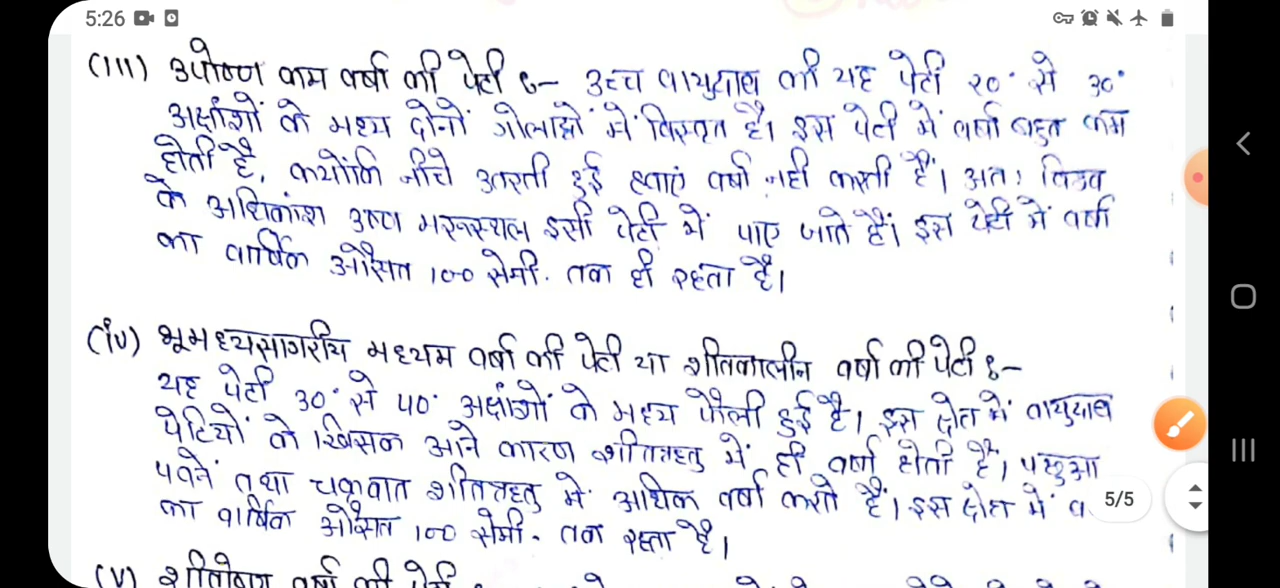 5:26
(iii) उपोष्ण कम वर्षा की पेटी :- उच्च वायुदाब की यह पेटी २०° से ३०°
अक्षांशों के मध्य दोनों गोलार्द्धों में विस्तृत है। इस पेटी में वर्षा बहुत कम
होती है, क्योंकि नीचे उतरती हुई हवाएं वर्षा नही करती हैं। अतः विश्व
के अधिकांश उष्ण मरूस्थल इसी पेटी में पाए जाते हैं। इस पेटी में वर्षा
का वार्षिक औसत 100 सेमी. तक ही रहता है।
(iv) भूमध्यसागरीय मध्यम वर्षा की पेटी या शीतकालीन वर्षा की पेटी :-
यह पेटी 30° से 40° अक्षांशों के मध्य फैली हुई है। इस क्षेत्र में वायुदाब
पेटियों के खिसक आने कारण शीतऋतु में ही वर्षा होती है, पछुआ
पवनें तथा चक्रवात शीतऋतु में अधिक वर्षा करते हैं। इस क्षेत्र में व
5/5
का वार्षिक औसत 100 सेमी. तक रहता है।
(v) शीतोष्ण वर्षा की पेटी